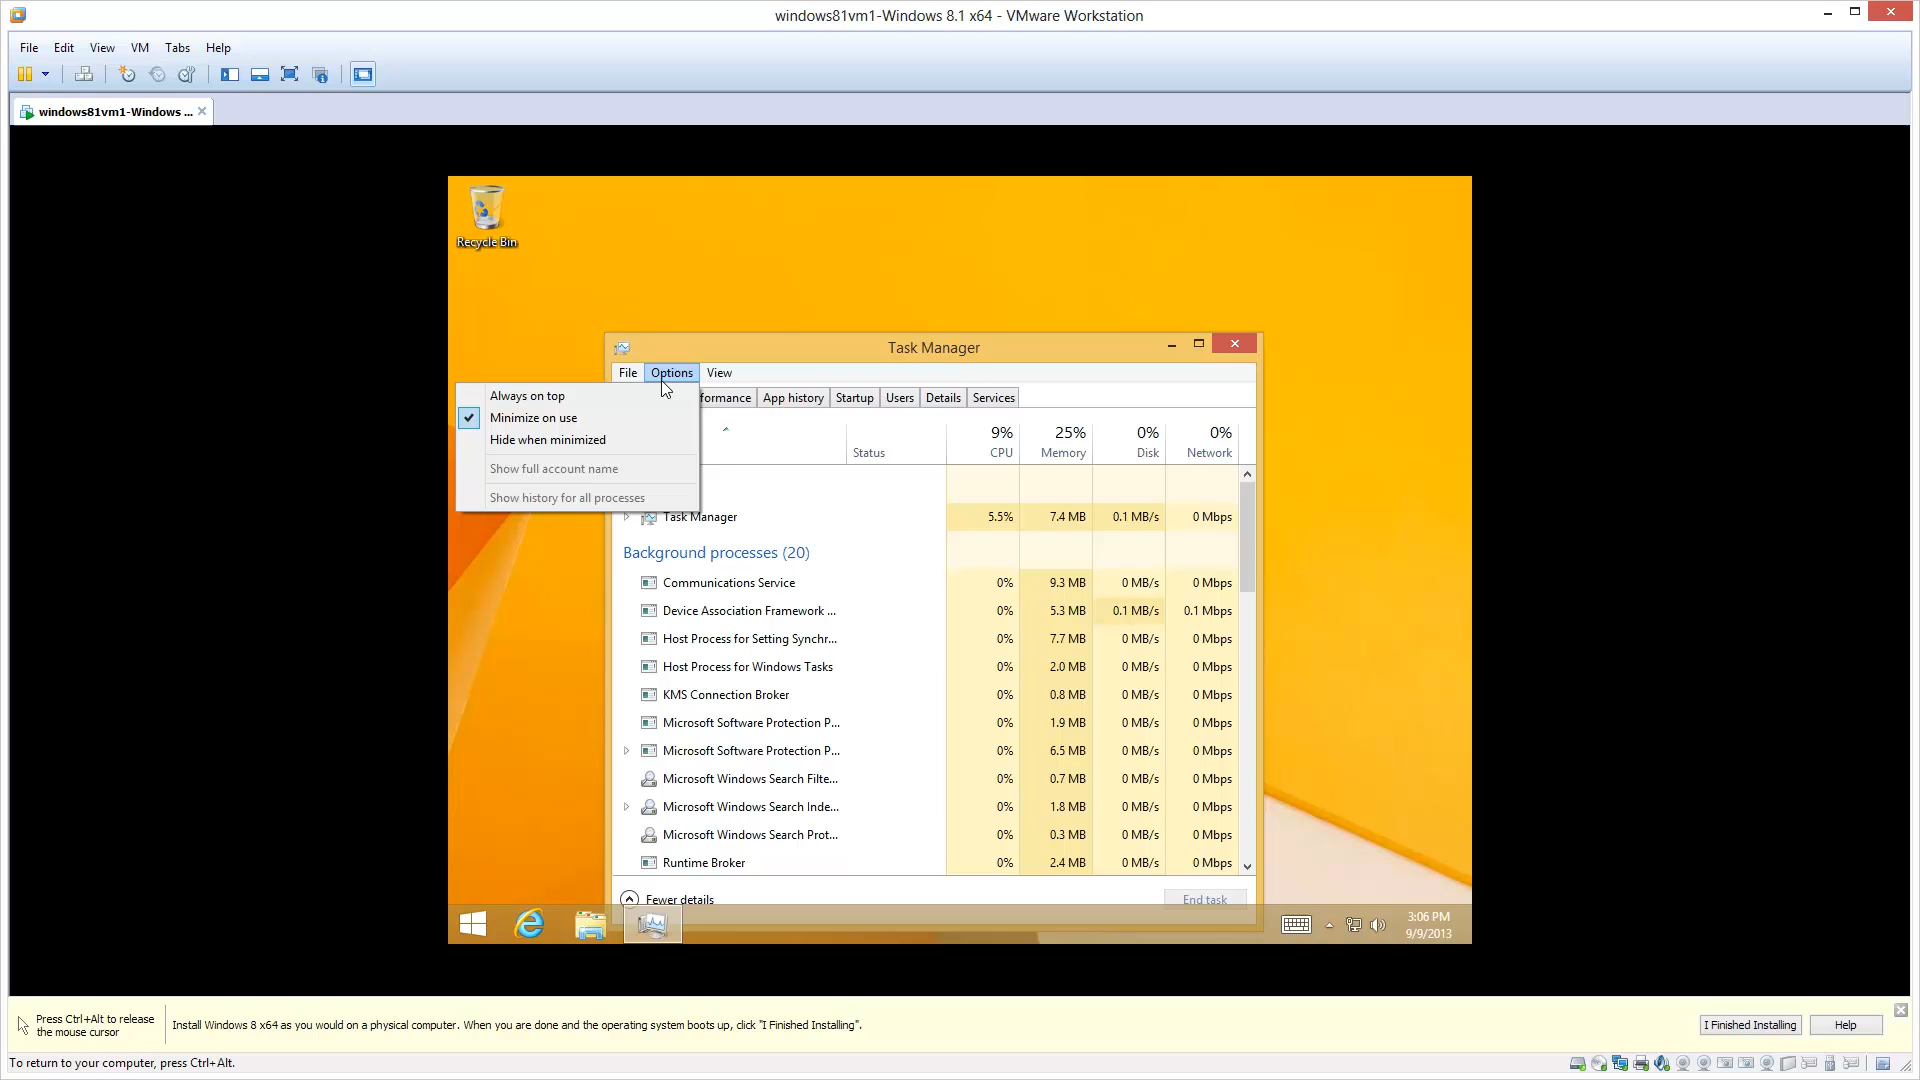 windows81vm1-Windows 8.1 x64 - VMware Workstation
File Edit View VM Tabs Help
windows81vm1-Windows ...
Recycle Bin
Task Manager
File Options View
Always on top
Minimize on use
Hide when minimized
Show full account name
Show history for all processes
formance App history Startup Users Details Services
9% 25% 0% 0%
Status CPU Memory Disk Network
Task Manager 5.5% 7.4 MB 0.1 MB/s 0 Mbps
Background processes (20)
Communications Service 0% 9.3 MB 0 MB/s 0 Mbps
Device Association Framework ... 0% 5.3 MB 0.1 MB/s 0.1 Mbps
Host Process for Setting Synchr... 0% 7.7 MB 0 MB/s 0 Mbps
Host Process for Windows Tasks 0% 2.0 MB 0 MB/s 0 Mbps
KMS Connection Broker 0% 0.8 MB 0 MB/s 0 Mbps
Microsoft Software Protection P... 0% 1.9 MB 0 MB/s 0 Mbps
Microsoft Software Protection P... 0% 6.5 MB 0 MB/s 0 Mbps
Microsoft Windows Search Filte... 0% 0.7 MB 0 MB/s 0 Mbps
Microsoft Windows Search Inde... 0% 1.8 MB 0 MB/s 0 Mbps
Microsoft Windows Search Prot... 0% 0.3 MB 0 MB/s 0 Mbps
Runtime Broker 0% 2.4 MB 0 MB/s 0 Mbps
Fewer details End task
3:06 PM
9/9/2013
Press Ctrl+Alt to release
the mouse cursor
Install Windows 8 x64 as you would on a physical computer. When you are done and the operating system boots up, click "I Finished Installing".
I Finished Installing Help
To return to your computer, press Ctrl+Alt.